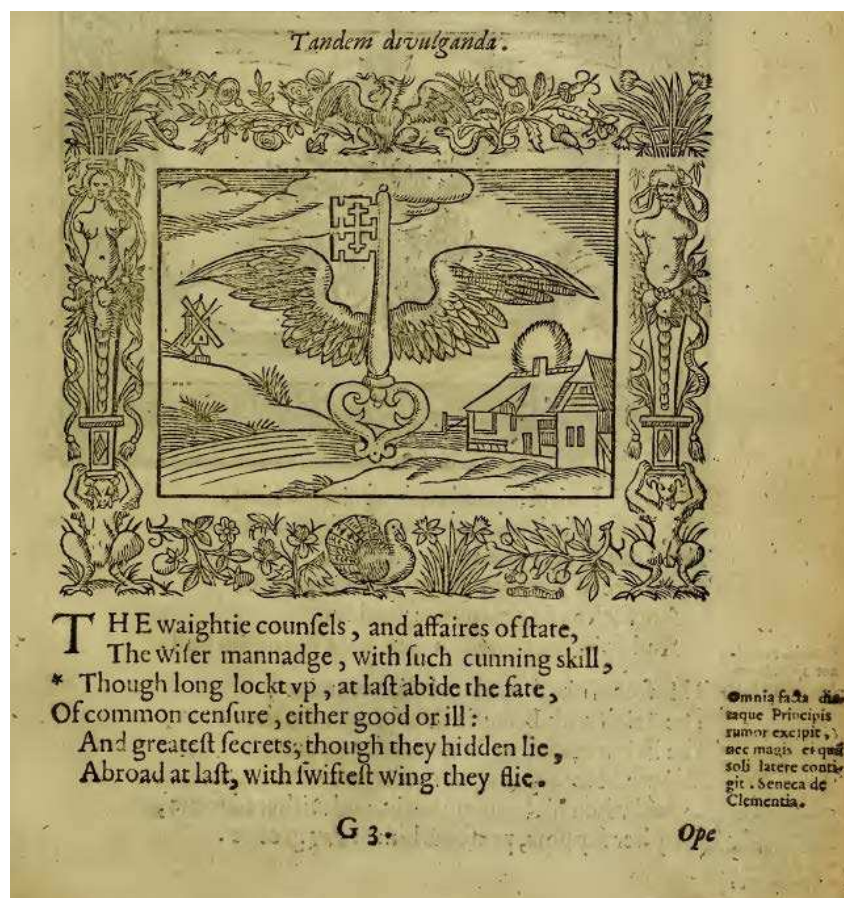 Tandem divulganda.
THE waightie counſels, and affaires of ſtate,
The Wiſer mannadge, with ſuch cunning skill,
* Though long lockt vp, at laſt abide the fate,
Of common cenſure, either good or ill:
And greateſt ſecrets, though they hidden lie,
Abroad at laſt, with ſwifteſt wing they flie.
Omnia facta dic-
taque Principis
rumor excipit,
nec magis ei quã
soli latere conti-
git. Seneca de
Clementia.
G 3. Ope